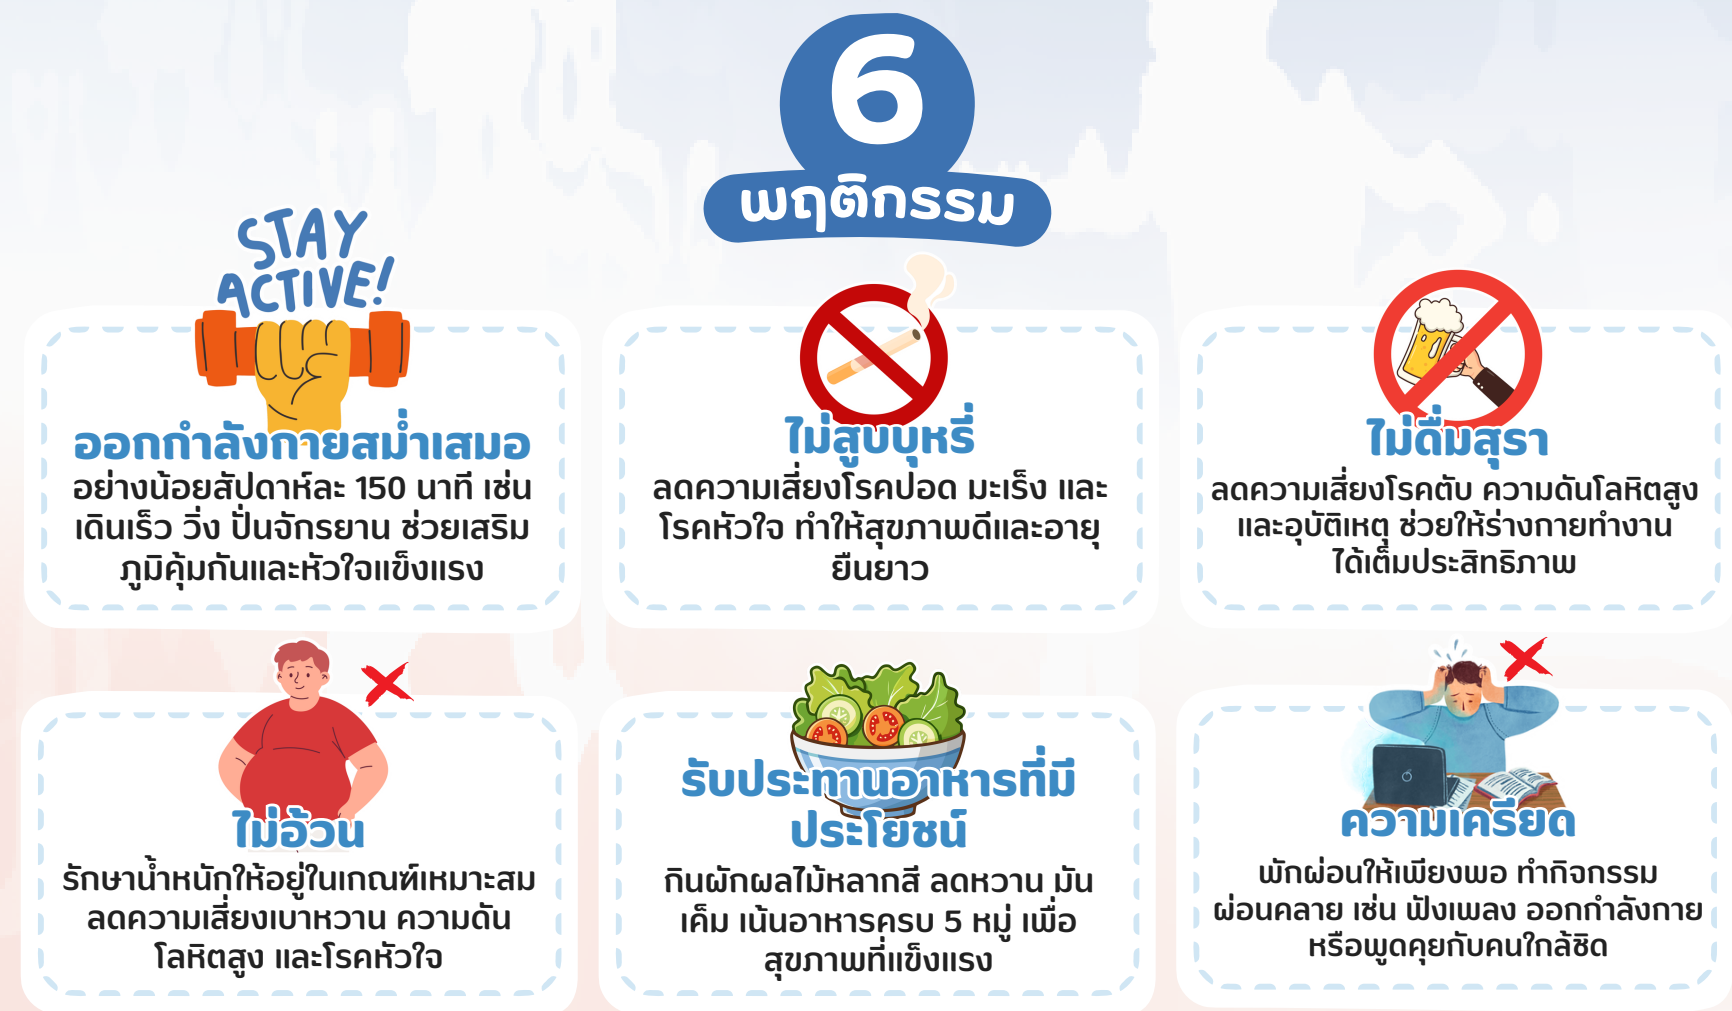 6
พฤติกรรม
STAY
ACTIVE!
ออกกำลังกายสม่ำเสมอ
อย่างน้อยสัปดาห์ละ 150 นาที เช่น
เดินเร็ว วิ่ง ปั่นจักรยาน ช่วยเสริม
ภูมิคุ้มกันและหัวใจแข็งแรง
ไม่สูบบุหรี่
ลดความเสี่ยงโรคปอด มะเร็ง และ
โรคหัวใจ ทำให้สุขภาพดีและอายุ
ยืนยาว
ไม่ดื่มสุรา
ลดความเสี่ยงโรคตับ ความดันโลหิตสูง
และอุบัติเหตุ ช่วยให้ร่างกายทำงาน
ได้เต็มประสิทธิภาพ
ไม่อ้วน
รักษาน้ำหนักให้อยู่ในเกณฑ์เหมาะสม
ลดความเสี่ยงเบาหวาน ความดัน
โลหิตสูง และโรคหัวใจ
รับประทานอาหารที่มี
ประโยชน์
กินผักผลไม้หลากสี ลดหวาน มัน
เค็ม เน้นอาหารครบ 5 หมู่ เพื่อ
สุขภาพที่แข็งแรง
ความเครียด
พักผ่อนให้เพียงพอ ทำกิจกรรม
ผ่อนคลาย เช่น ฟังเพลง ออกกำลังกาย
หรือพูดคุยกับคนใกล้ชิด